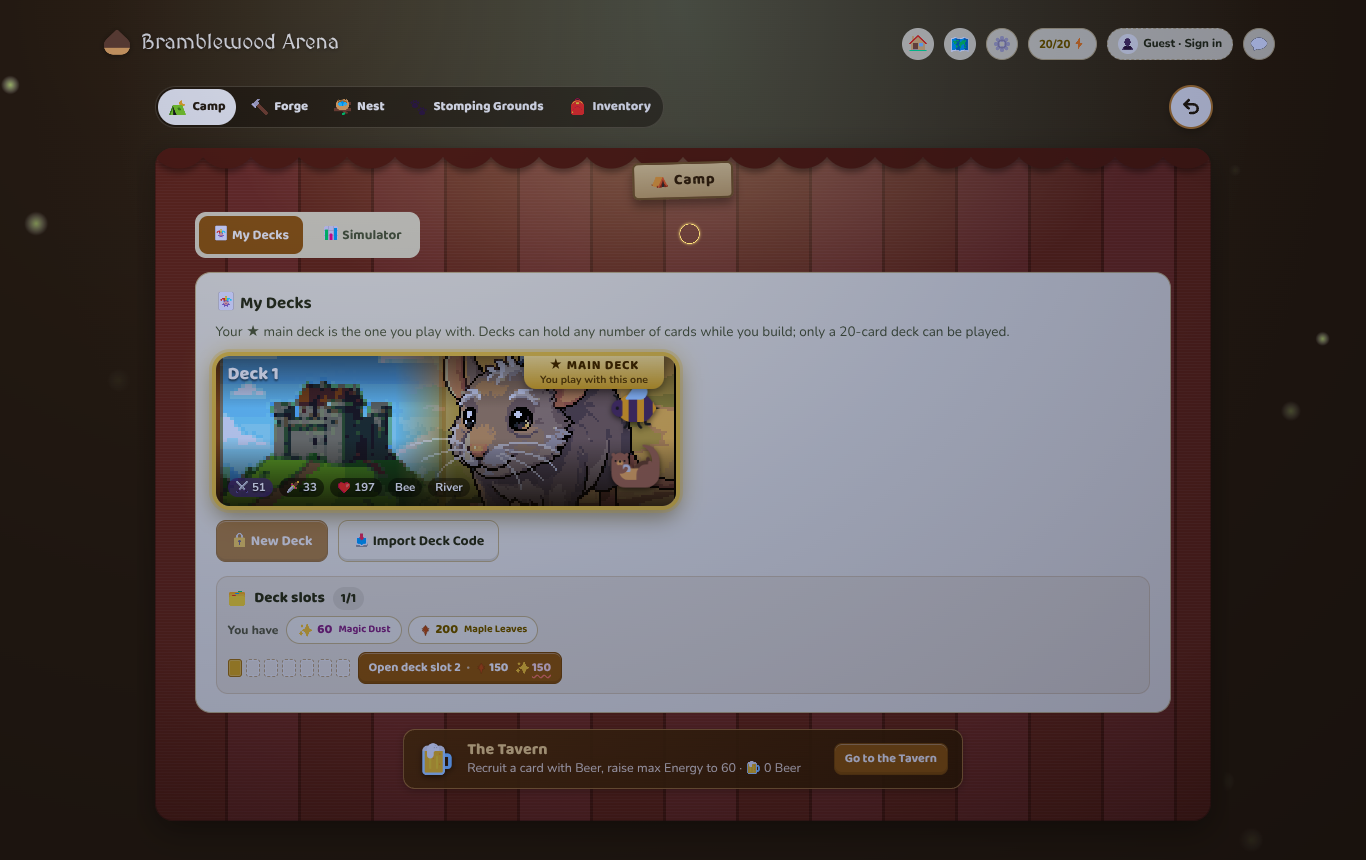 Bramblewood Arena
20/20
Guest · Sign in
Camp
Forge
Nest
Stomping Grounds
Inventory
Camp
My Decks
Simulator
My Decks
Your ★ main deck is the one you play with. Decks can hold any number of cards while you build; only a 20-card deck can be played.
Deck 1
★ MAIN DECK
You play with this one
51
33
197
Bee
River
New Deck
Import Deck Code
Deck slots 1/1
You have 60 Magic Dust 200 Maple Leaves
Open deck slot 2 · 150 150
The Tavern
Recruit a card with Beer, raise max Energy to 60 · 0 Beer
Go to the Tavern